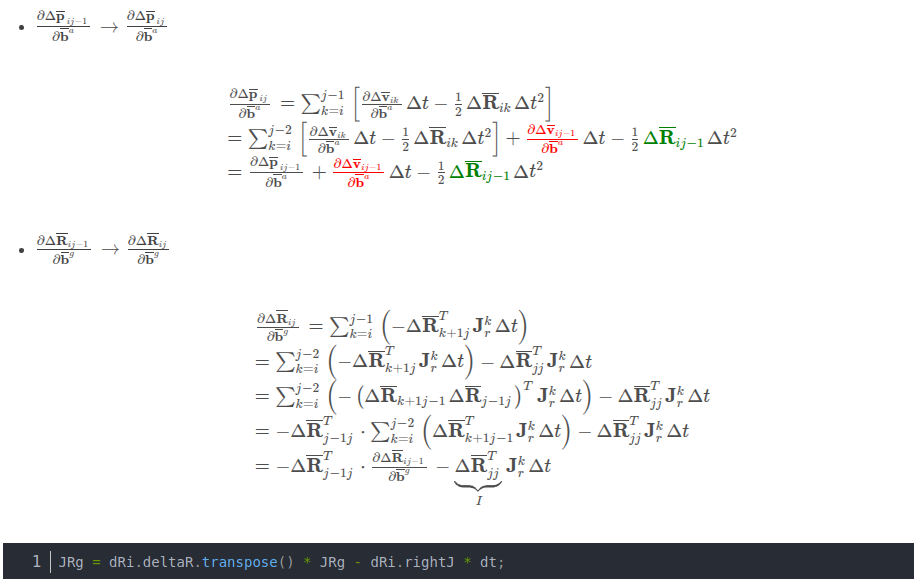 • $\frac{\partial \Delta \overline{\mathbf{p}}_{ij-1}}{\partial \overline{\mathbf{b}}^a} \rightarrow \frac{\partial \Delta \overline{\mathbf{p}}_{ij}}{\partial \overline{\mathbf{b}}^a}$
$\frac{\partial \Delta \overline{\mathbf{p}}_{ij}}{\partial \overline{\mathbf{b}}^a} = \sum_{k=i}^{j-1} \left[ \frac{\partial \Delta \overline{\mathbf{v}}_{ik}}{\partial \overline{\mathbf{b}}^a} \Delta t - \frac{1}{2} \Delta \overline{\mathbf{R}}_{ik} \Delta t^2 \right]$
$= \sum_{k=i}^{j-2} \left[ \frac{\partial \Delta \overline{\mathbf{v}}_{ik}}{\partial \overline{\mathbf{b}}^a} \Delta t - \frac{1}{2} \Delta \overline{\mathbf{R}}_{ik} \Delta t^2 \right] + \frac{\partial \Delta \overline{\mathbf{v}}_{ij-1}}{\partial \overline{\mathbf{b}}^a} \Delta t - \frac{1}{2} \Delta \overline{\mathbf{R}}_{ij-1} \Delta t^2$
$= \frac{\partial \Delta \overline{\mathbf{p}}_{ij-1}}{\partial \overline{\mathbf{b}}^a} + \frac{\partial \Delta \overline{\mathbf{v}}_{ij-1}}{\partial \overline{\mathbf{b}}^a} \Delta t - \frac{1}{2} \Delta \overline{\mathbf{R}}_{ij-1} \Delta t^2$
• $\frac{\partial \Delta \overline{\mathbf{R}}_{ij-1}}{\partial \overline{\mathbf{b}}^g} \rightarrow \frac{\partial \Delta \overline{\mathbf{R}}_{ij}}{\partial \overline{\mathbf{b}}^g}$
$\frac{\partial \Delta \overline{\mathbf{R}}_{ij}}{\partial \overline{\mathbf{b}}^g} = \sum_{k=i}^{j-1} \left( -\Delta \overline{\mathbf{R}}_{k+1j}^T \mathbf{J}_r^k \Delta t \right)$
$= \sum_{k=i}^{j-2} \left( -\Delta \overline{\mathbf{R}}_{k+1j}^T \mathbf{J}_r^k \Delta t \right) - \Delta \overline{\mathbf{R}}_{jj}^T \mathbf{J}_r^k \Delta t$
$= \sum_{k=i}^{j-2} \left( -\left( \Delta \overline{\mathbf{R}}_{k+1j-1} \Delta \overline{\mathbf{R}}_{j-1j} \right)^T \mathbf{J}_r^k \Delta t \right) - \Delta \overline{\mathbf{R}}_{jj}^T \mathbf{J}_r^k \Delta t$
$= -\Delta \overline{\mathbf{R}}_{j-1j}^T \cdot \sum_{k=i}^{j-2} \left( \Delta \overline{\mathbf{R}}_{k+1j-1}^T \mathbf{J}_r^k \Delta t \right) - \Delta \overline{\mathbf{R}}_{jj}^T \mathbf{J}_r^k \Delta t$
$= -\Delta \overline{\mathbf{R}}_{j-1j}^T \cdot \frac{\partial \Delta \overline{\mathbf{R}}_{ij-1}}{\partial \overline{\mathbf{b}}^g} - \underbrace{\Delta \overline{\mathbf{R}}_{jj}^T}_{I} \mathbf{J}_r^k \Delta t$
1 JRg = dRi.deltaR.transpose() * JRg - dRi.rightJ * dt;